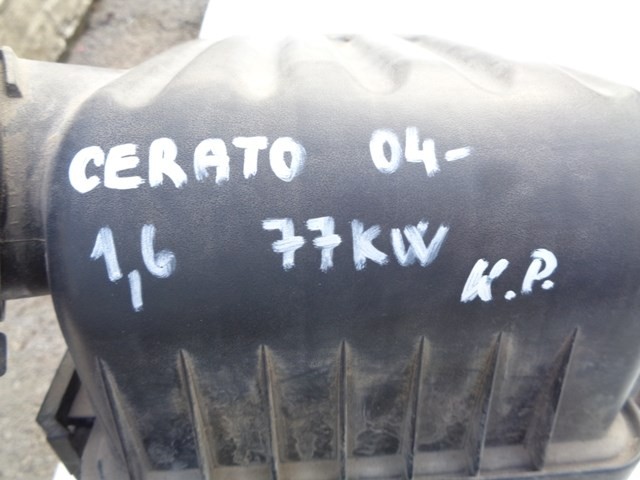 CERATO 04-
1,6 77KW
K.P.